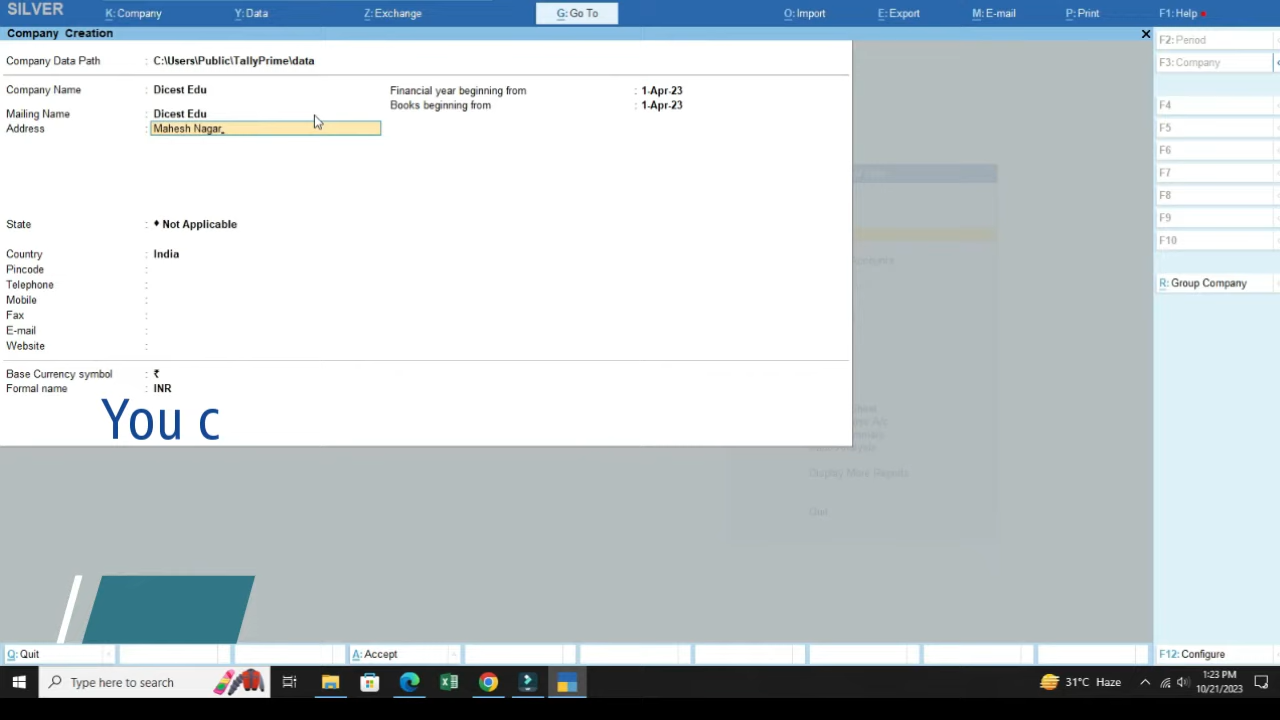 SILVER
K: Company
Y: Data
Z: Exchange
G: Go To
O: Import
E: Export
M: E-mail
P: Print
F1: Help
Company Creation
Company Data Path : C:\Users\Public\TallyPrime\data
Company Name : Dicest Edu
Financial year beginning from : 1-Apr-23
Books beginning from : 1-Apr-23
Mailing Name : Dicest Edu
Address : Mahesh Nagar,
State : ♦ Not Applicable
Country : India
Pincode :
Telephone :
Mobile :
Fax :
E-mail :
Website :
Base Currency symbol : ₹
Formal name : INR
You c
F2: Period
F3: Company
F4
F5
F6
F7
F8
F9
F10
R: Group Company
Display More Reports
Quit
Q: Quit
A: Accept
F12: Configure
Type here to search
31°C Haze
1:23 PM
10/21/2023